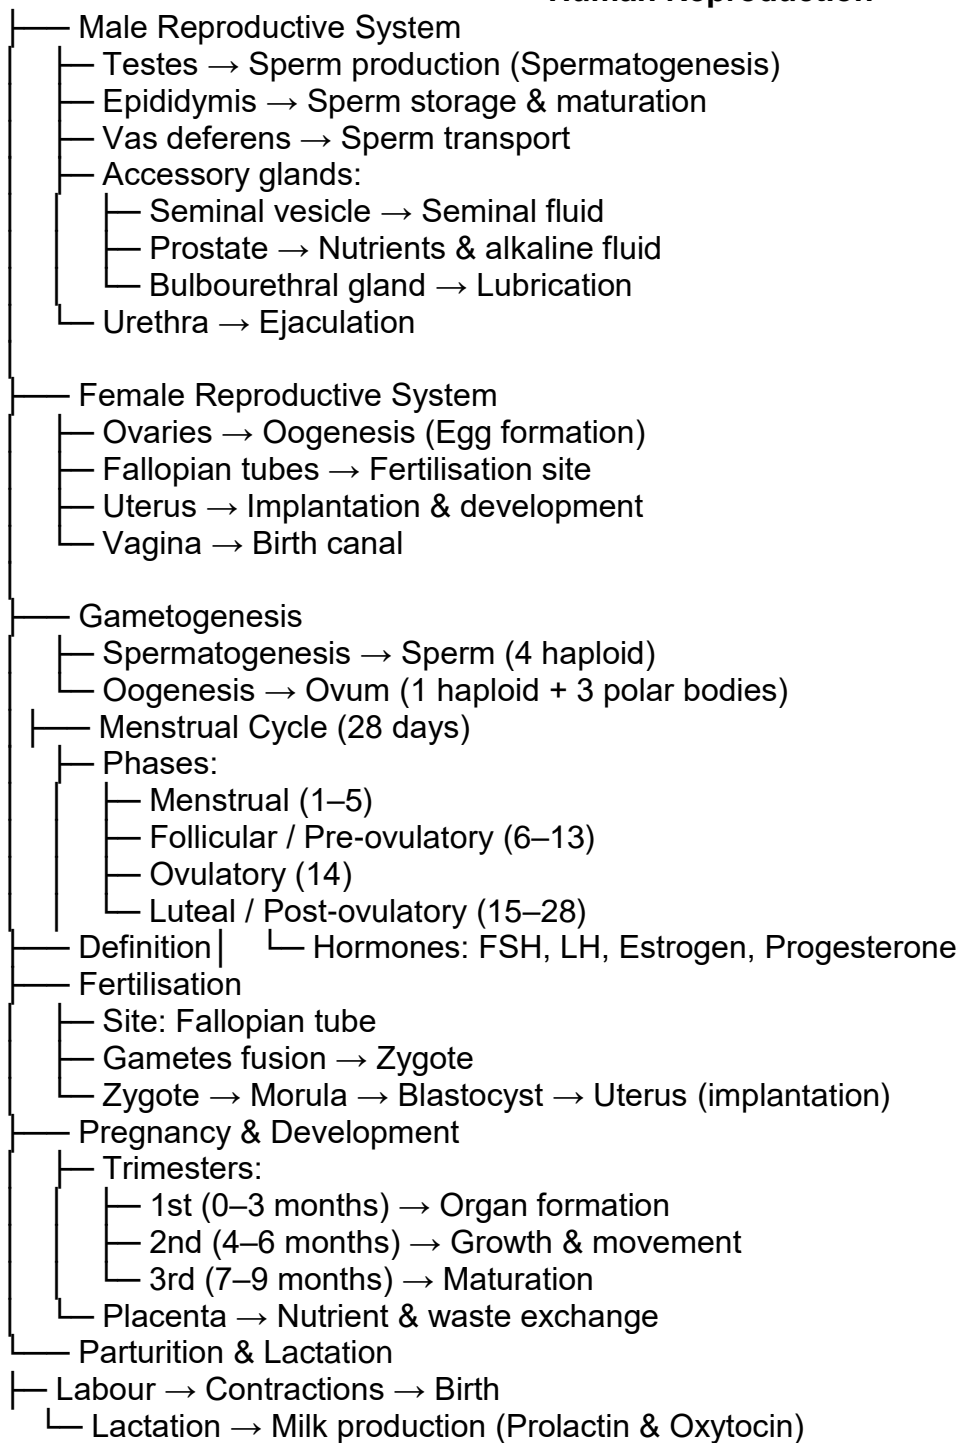 Human Reproduction
├── Male Reproductive System
│ ├─ Testes → Sperm production (Spermatogenesis)
│ ├─ Epididymis → Sperm storage & maturation
│ ├─ Vas deferens → Sperm transport
│ ├─ Accessory glands:
│ │ ├─ Seminal vesicle → Seminal fluid
│ │ ├─ Prostate → Nutrients & alkaline fluid
│ │ └─ Bulbourethral gland → Lubrication
│ └─ Urethra → Ejaculation
│
├── Female Reproductive System
│ ├─ Ovaries → Oogenesis (Egg formation)
│ ├─ Fallopian tubes → Fertilisation site
│ ├─ Uterus → Implantation & development
│ └─ Vagina → Birth canal
│
├── Gametogenesis
│ ├─ Spermatogenesis → Sperm (4 haploid)
│ └─ Oogenesis → Ovum (1 haploid + 3 polar bodies)
│ ├── Menstrual Cycle (28 days)
│ ├─ Phases:
│ │ ├─ Menstrual (1–5)
│ │ ├─ Follicular / Pre-ovulatory (6–13)
│ │ ├─ Ovulatory (14)
│ │ └─ Luteal / Post-ovulatory (15–28)
├── Definition│ └─ Hormones: FSH, LH, Estrogen, Progesterone
├── Fertilisation
│ ├─ Site: Fallopian tube
│ ├─ Gametes fusion → Zygote
│ └─ Zygote → Morula → Blastocyst → Uterus (implantation)
├── Pregnancy & Development
│ ├─ Trimesters:
│ │ ├─ 1st (0–3 months) → Organ formation
│ │ ├─ 2nd (4–6 months) → Growth & movement
│ │ └─ 3rd (7–9 months) → Maturation
│ └─ Placenta → Nutrient & waste exchange
└── Parturition & Lactation
├─ Labour → Contractions → Birth
└─ Lactation → Milk production (Prolactin & Oxytocin)